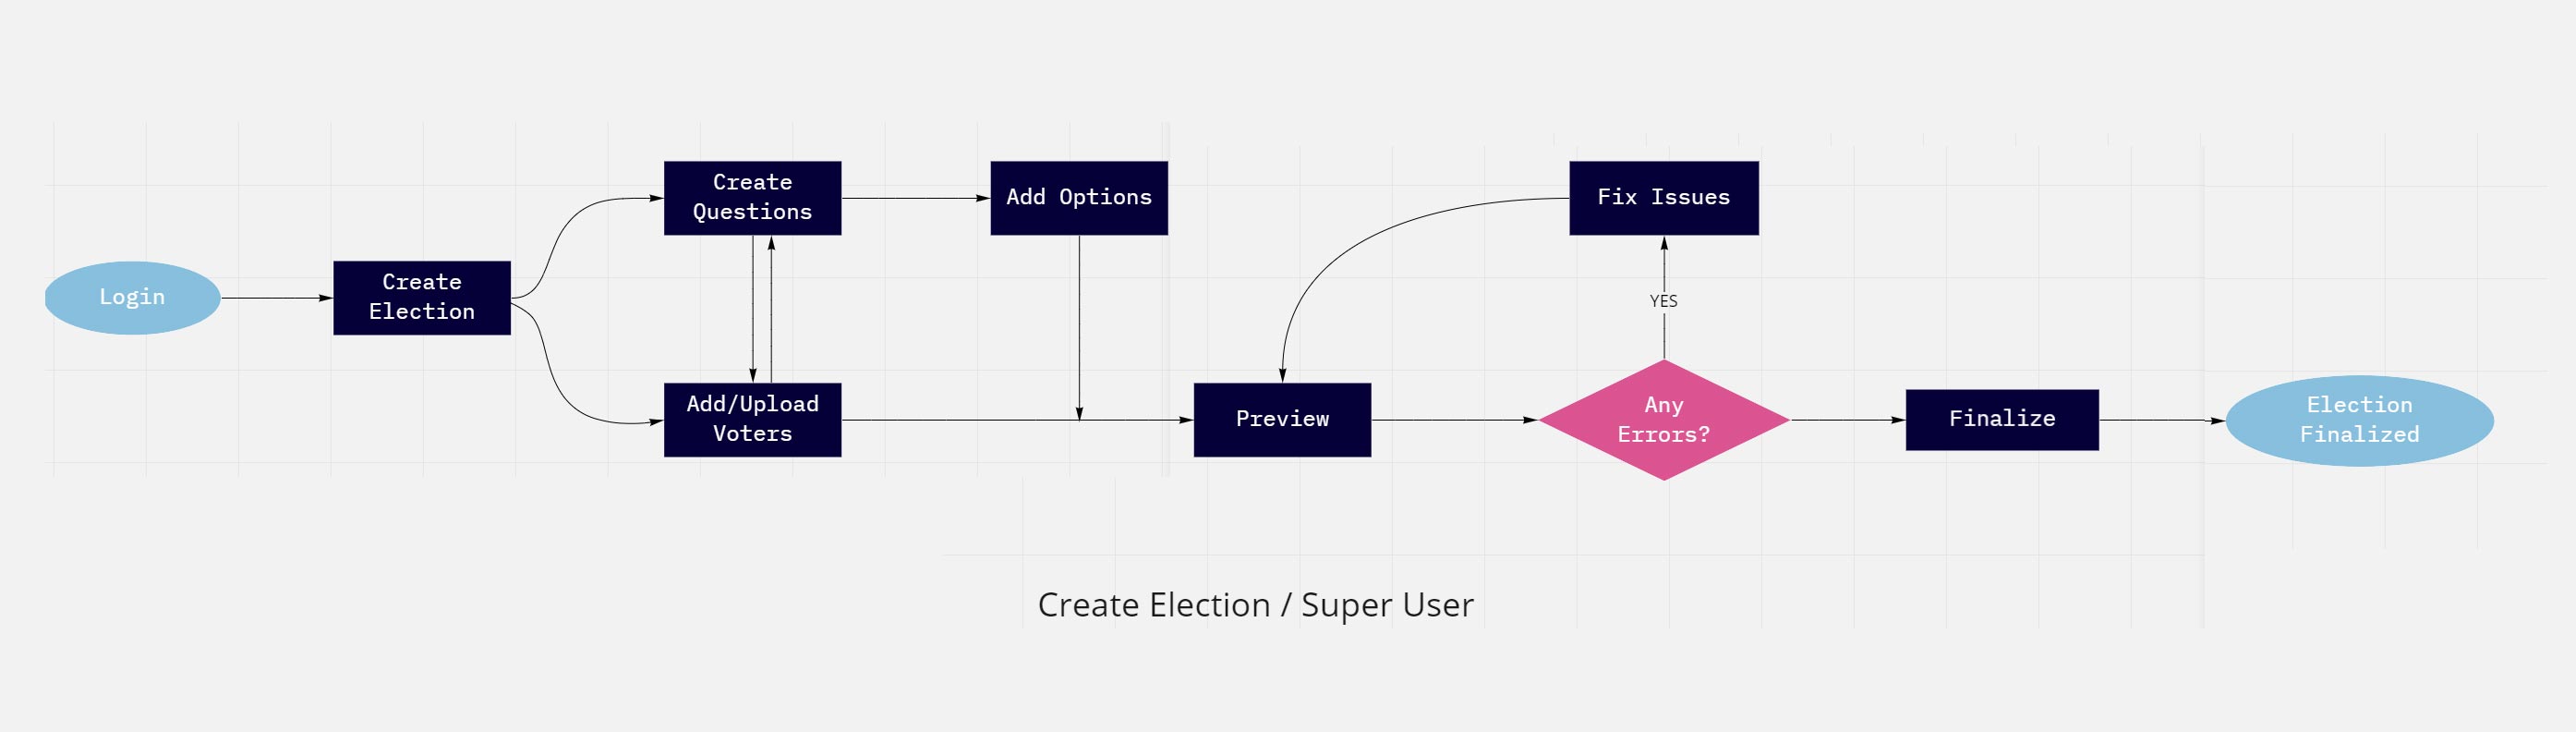 Login
Create
Election
Create
Questions
Add Options
Add/Upload
Voters
Preview
Fix Issues
YES
Any
Errors?
Finalize
Election
Finalized
Create Election / Super User